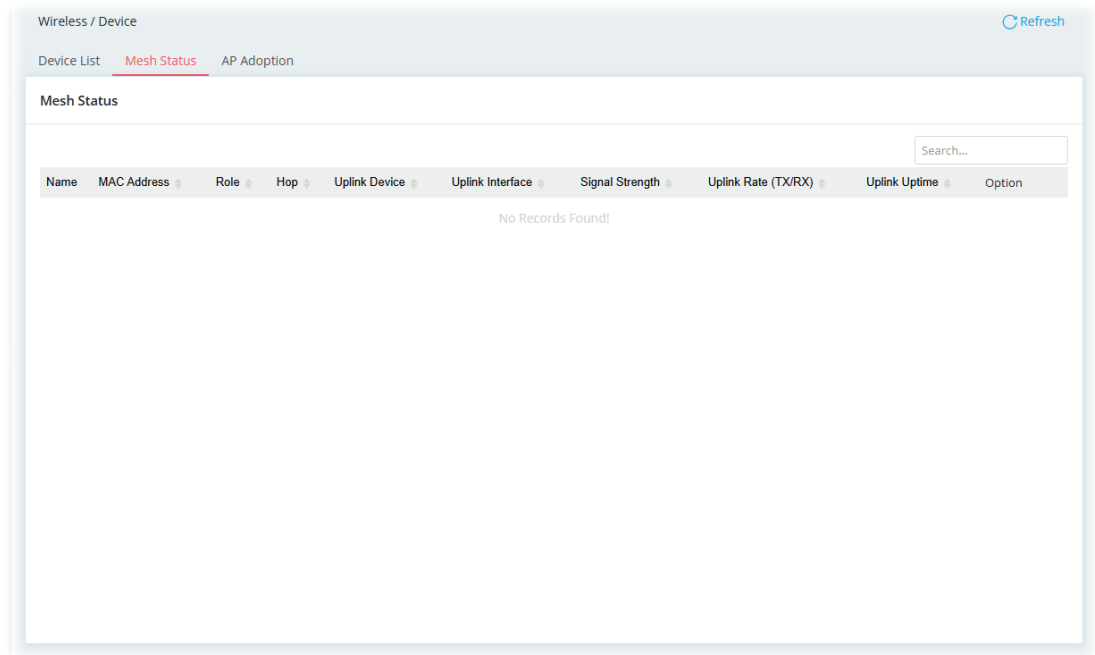 Wireless / Device Refresh
Device List Mesh Status AP Adoption
Mesh Status
Search...
Name MAC Address Role Hop Uplink Device Uplink Interface Signal Strength Uplink Rate (TX/RX) Uplink Uptime Option
No Records Found!